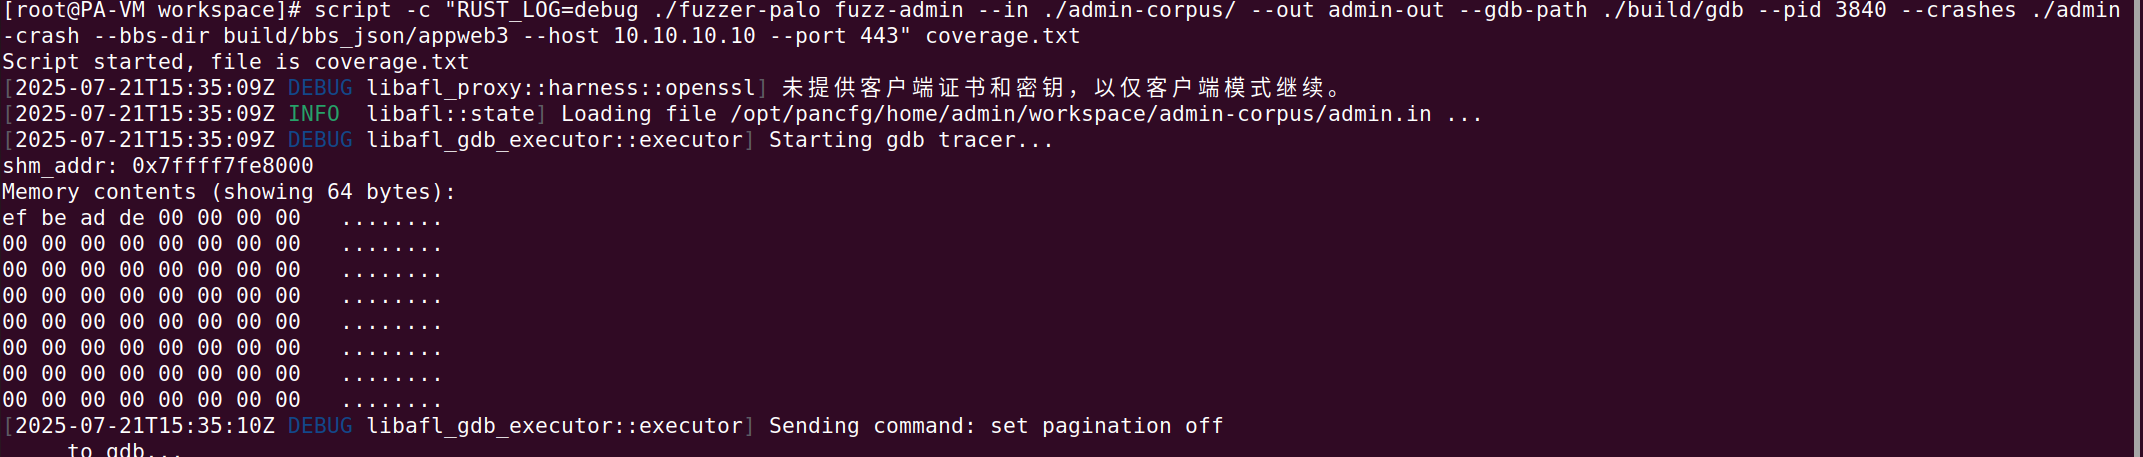 [root@PA-VM workspace]# script -c "RUST_LOG=debug ./fuzzer-palo fuzz-admin --in ./admin-corpus/ --out admin-out --gdb-path ./build/gdb --pid 3840 --crashes ./admin
-crash --bbs-dir build/bbs_json/appweb3 --host 10.10.10.10 --port 443" coverage.txt
Script started, file is coverage.txt
[2025-07-21T15:35:09Z DEBUG libafl_proxy::harness::openssl] 未提供客户端证书和密钥，以仅客户端模式继续。
[2025-07-21T15:35:09Z INFO  libafl::state] Loading file /opt/pancfg/home/admin/workspace/admin-corpus/admin.in ...
[2025-07-21T15:35:09Z DEBUG libafl_gdb_executor::executor] Starting gdb tracer...
shm_addr: 0x7ffff7fe8000
Memory contents (showing 64 bytes):
ef be ad de 00 00 00 00   ........
00 00 00 00 00 00 00 00   ........
00 00 00 00 00 00 00 00   ........
00 00 00 00 00 00 00 00   ........
00 00 00 00 00 00 00 00   ........
00 00 00 00 00 00 00 00   ........
00 00 00 00 00 00 00 00   ........
00 00 00 00 00 00 00 00   ........
[2025-07-21T15:35:10Z DEBUG libafl_gdb_executor::executor] Sending command: set pagination off
     to gdb...